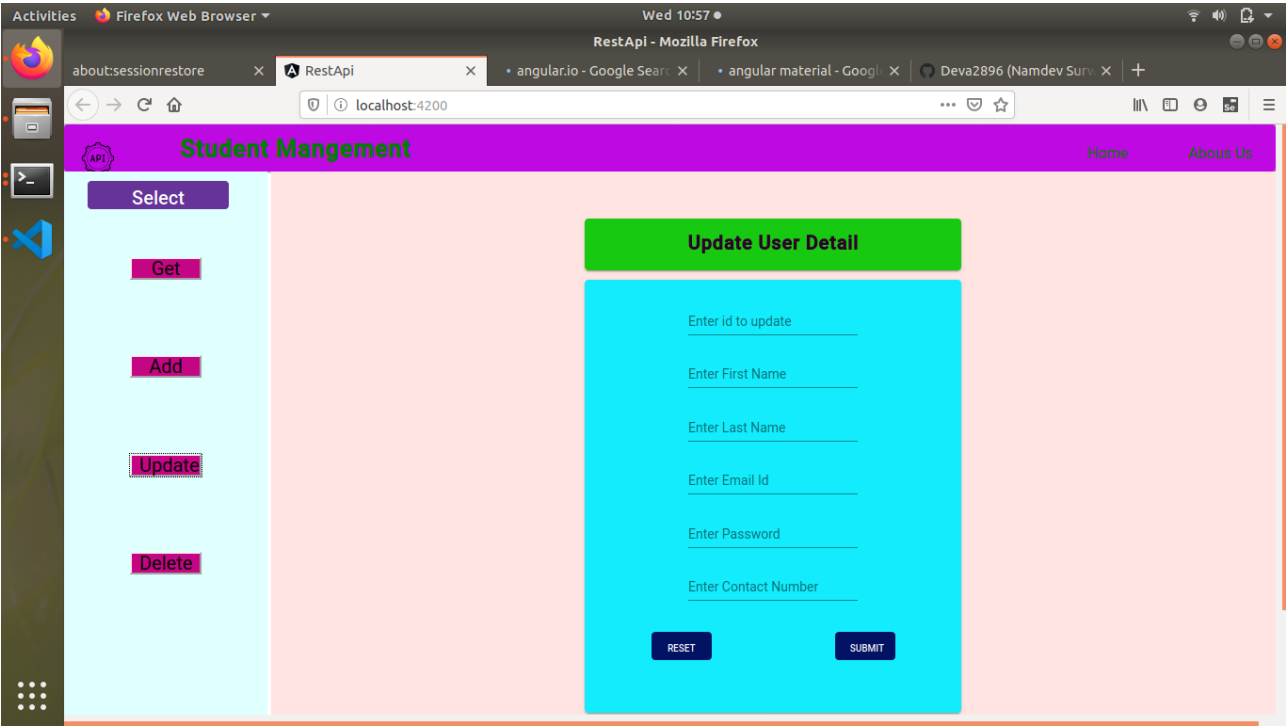 Activities Firefox Web Browser Wed 10:57
RestApi - Mozilla Firefox
about:sessionrestore RestApi angular.io - Google Searc angular material - Googl Deva2896 (Namdev Surw
localhost:4200 Se
API Student Mangement Home Abous Us
Select
Get
Add
Update
Delete
Update User Detail
Enter id to update
Enter First Name
Enter Last Name
Enter Email Id
Enter Password
Enter Contact Number
RESET SUBMIT